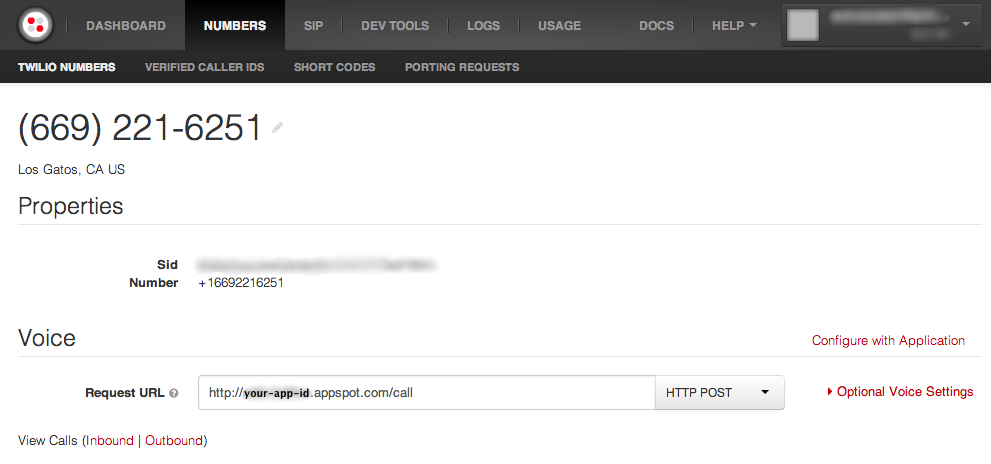 DASHBOARD NUMBERS SIP DEV TOOLS LOGS USAGE DOCS HELP
TWILIO NUMBERS VERIFIED CALLER IDS SHORT CODES PORTING REQUESTS
(669) 221-6251
Los Gatos, CA US
Properties
Sid
Number +16692216251
Voice Configure with Application
Request URL ? http://your-app-id.appspot.com/call HTTP POST Optional Voice Settings
View Calls (Inbound | Outbound)